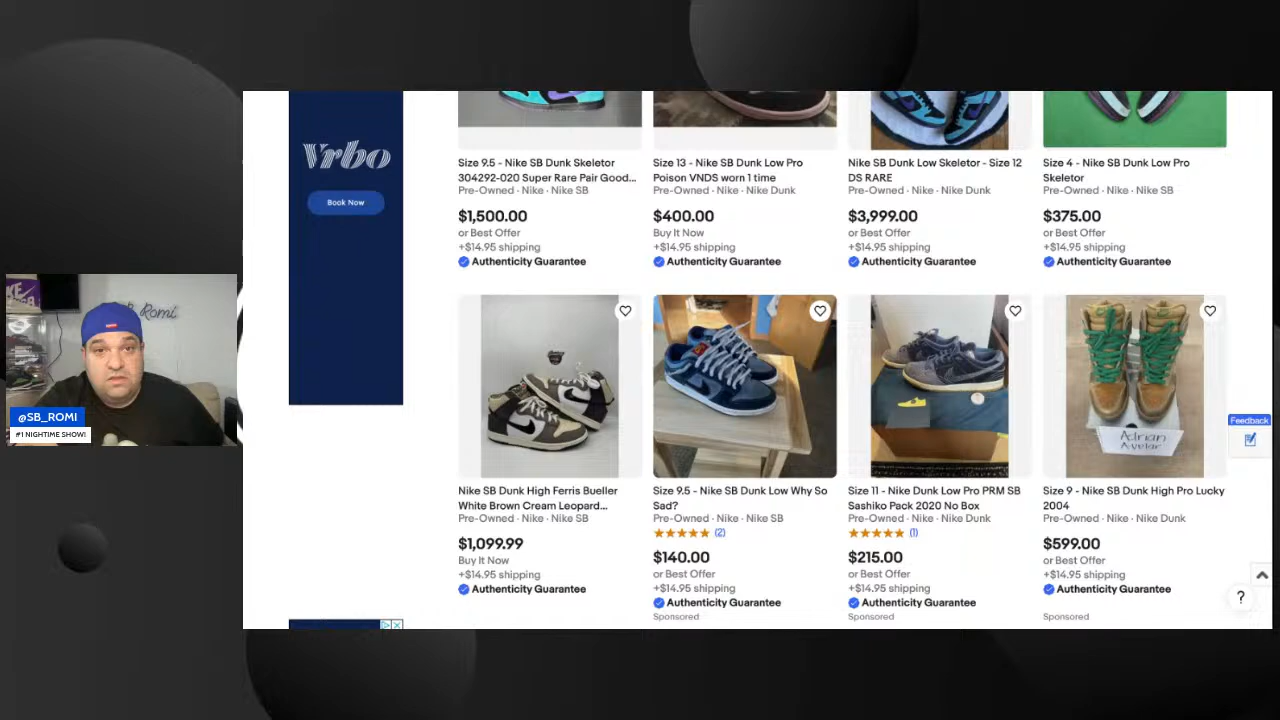 Vrbo
Book Now
Size 9.5 - Nike SB Dunk Skeletor
304292-020 Super Rare Pair Good...
Pre-Owned · Nike · Nike SB
$1,500.00
or Best Offer
+$14.95 shipping
Authenticity Guarantee
Size 13 - Nike SB Dunk Low Pro
Poison VNDS worn 1 time
Pre-Owned · Nike · Nike Dunk
$400.00
Buy It Now
+$14.95 shipping
Authenticity Guarantee
Nike SB Dunk Low Skeletor - Size 12
DS RARE
Pre-Owned · Nike · Nike Dunk
$3,999.00
or Best Offer
+$14.95 shipping
Authenticity Guarantee
Size 4 - Nike SB Dunk Low Pro
Skeletor
Pre-Owned · Nike · Nike SB
$375.00
or Best Offer
+$14.95 shipping
Authenticity Guarantee
Nike SB Dunk High Ferris Bueller
White Brown Cream Leopard...
Pre-Owned · Nike · Nike SB
$1,099.99
Buy It Now
+$14.95 shipping
Authenticity Guarantee
Size 9.5 - Nike SB Dunk Low Why So
Sad?
Pre-Owned · Nike · Nike SB
(2)
$140.00
or Best Offer
+$14.95 shipping
Authenticity Guarantee
Sponsored
Size 11 - Nike Dunk Low Pro PRM SB
Sashiko Pack 2020 No Box
Pre-Owned · Nike · Nike Dunk
(1)
$215.00
or Best Offer
+$14.95 shipping
Authenticity Guarantee
Sponsored
Adrian
Avelar
Size 9 - Nike SB Dunk High Pro Lucky
2004
Pre-Owned · Nike · Nike Dunk
$599.00
or Best Offer
+$14.95 shipping
Authenticity Guarantee
Sponsored
Feedback
?
Romi
@SB_ROMI
#1 NIGHTIME SHOW!